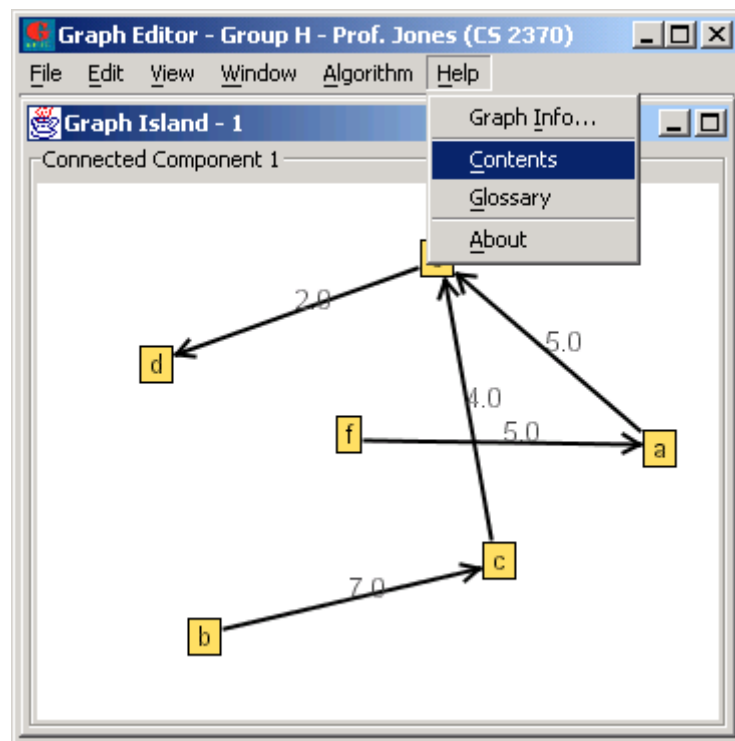 Graph Editor - Group H - Prof. Jones (CS 2370)
File Edit View Window Algorithm Help
Graph Island - 1
Graph Info...
Connected Component 1
Contents
Glossary
About
2.0
5.0
d
4.0
f
5.0
a
c
7.0
b